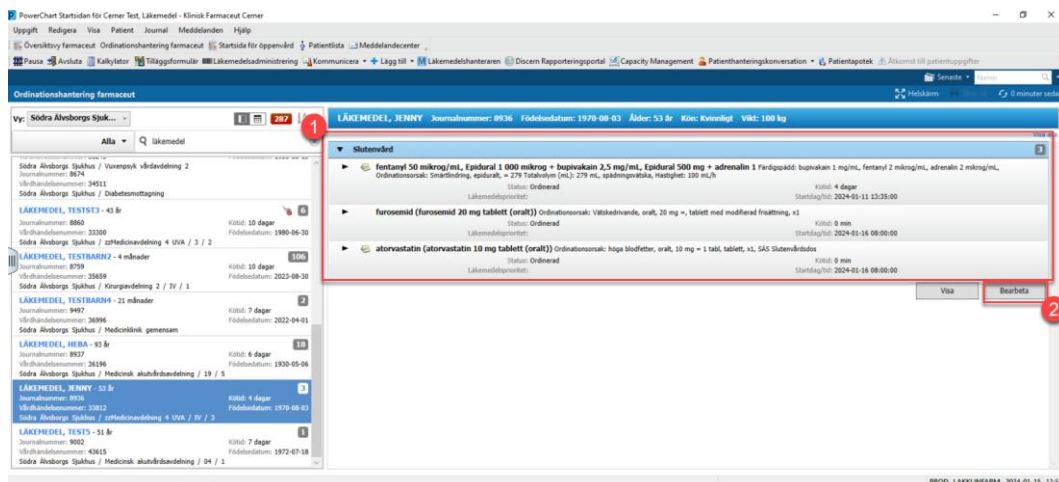 PowerChart Startsidan för Cerner Test, Läkemedel - Klinisk Farmaceut Cerner
Uppgift Redigera Visa Patient Journal Meddelanden Hjälp
Översiktsvy farmaceut Ordinationshantering farmaceut Startsida för öppenvård Patientlista Meddelandecenter
Pausa Avsluta Kalkylator Tilläggsformulär Läkemedelsadministrering Kommunicera Lägg till Läkemedelshanteraren Discern Rapporteringsportal Capacity Management Patienthanteringskonversation Patientapotek Åtkomst till patientuppgifter
Senaste Namn
Ordinationshantering farmaceut Helskärm 0 minuter seda
Vy: Södra Älvsborgs Sjuk... 287
Alla läkemedel
Södra Älvsborgs Sjukhus / Vuxenpsyk vårdavdelning 2
Journalnummer: 8674
Vårdhändelsenummer: 34511
Södra Älvsborgs Sjukhus / Diabetesmottagning
LÄKEMEDEL, TESTST3 - 43 år 6
Journalnummer: 8860 Kötid: 10 dagar
Vårdhändelsenummer: 33300 Födelsedatum: 1980-06-30
Södra Älvsborgs Sjukhus / zzMedicinavdelning 4 UVA / 3 / 2
LÄKEMEDEL, TESTBARN2 - 4 månader 106
Journalnummer: 8759 Kötid: 10 dagar
Vårdhändelsenummer: 35659 Födelsedatum: 2023-08-30
Södra Älvsborgs Sjukhus / Kirurgiavdelning 2 / IV / 1
LÄKEMEDEL, TESTBARN4 - 21 månader 2
Journalnummer: 9497 Kötid: 7 dagar
Vårdhändelsenummer: 36996 Födelsedatum: 2022-04-01
Södra Älvsborgs Sjukhus / Medicinklinik gemensam
LÄKEMEDEL, HEBA - 93 år 18
Journalnummer: 8937 Kötid: 6 dagar
Vårdhändelsenummer: 36196 Födelsedatum: 1930-05-06
Södra Älvsborgs Sjukhus / Medicinsk akutvårdsavdelning / 19 / 5
LÄKEMEDEL, JENNY - 53 år 3
Journalnummer: 8936 Kötid: 4 dagar
Vårdhändelsenummer: 33812 Födelsedatum: 1970-08-03
Södra Älvsborgs Sjukhus / zzMedicinavdelning 4 UVA / IV / 3
LÄKEMEDEL, TEST5 - 51 år 1
Journalnummer: 9002 Kötid: 7 dagar
Vårdhändelsenummer: 43615 Födelsedatum: 1972-07-18
Södra Älvsborgs Sjukhus / Medicinsk akutvårdsavdelning / 04 / 1
1
LÄKEMEDEL, JENNY Journalnummer: 8936 Födelsedatum: 1970-08-03 Ålder: 53 år Kön: Kvinnligt Vikt: 100 kg
Visa alla
Slutenvård 3
fentanyl 50 mikrog/mL, Epidural 1 000 mikrog + bupivakain 2,5 mg/mL, Epidural 500 mg + adrenalin 1 Färdigspädd: bupivakain 1 mg/mL, fentanyl 2 mikrog/mL, adrenalin 2 mikrog/mL,
Ordinationsorsak: Smärtlindring, epiduralt, = 279 Totalvolym (mL): 279 mL, spädningsvätska, Hastighet: 100 mL/h
Status: Ordinerad Kötid: 4 dagar
Läkemedelsprioritet: Startdag/tid: 2024-01-11 13:35:00
furosemid (furosemid 20 mg tablett (oralt)) Ordinationsorsak: Vätskedrivande, oralt, 20 mg =, tablett med modifierad frisättning, x1
Status: Ordinerad Kötid: 0 min
Läkemedelsprioritet: Startdag/tid: 2024-01-16 08:00:00
atorvastatin (atorvastatin 10 mg tablett (oralt)) Ordinationsorsak: höga blodfetter, oralt, 10 mg = 1 tabl, tablett, x1, SÄS Slutenvårdsdos
Status: Ordinerad Kötid: 0 min
Läkemedelsprioritet: Startdag/tid: 2024-01-16 08:00:00
Visa Bearbeta
2
PROD LAKKLINFARM 2024-01-15